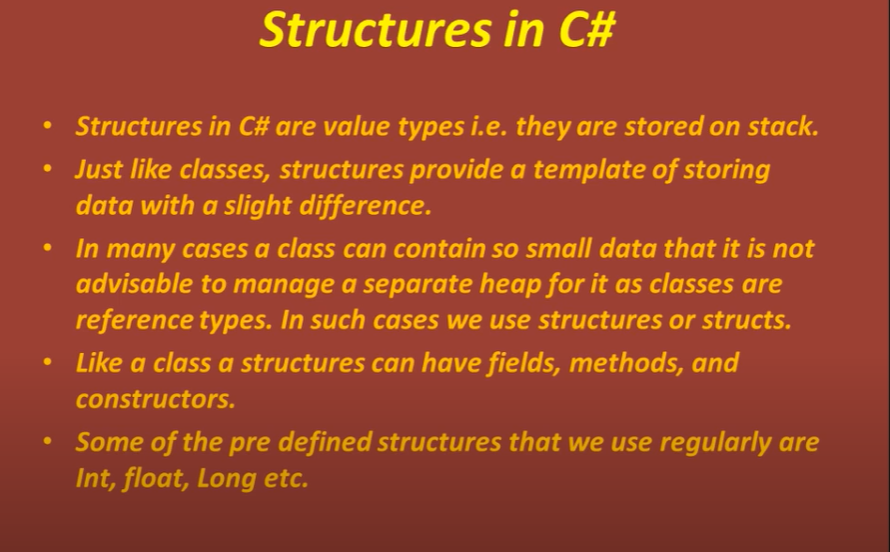 Structures in C#
• Structures in C# are value types i.e. they are stored on stack.
• Just like classes, structures provide a template of storing
data with a slight difference.
• In many cases a class can contain so small data that it is not
advisable to manage a separate heap for it as classes are
reference types. In such cases we use structures or structs.
• Like a class a structures can have fields, methods, and
constructors.
• Some of the pre defined structures that we use regularly are
Int, float, Long etc.